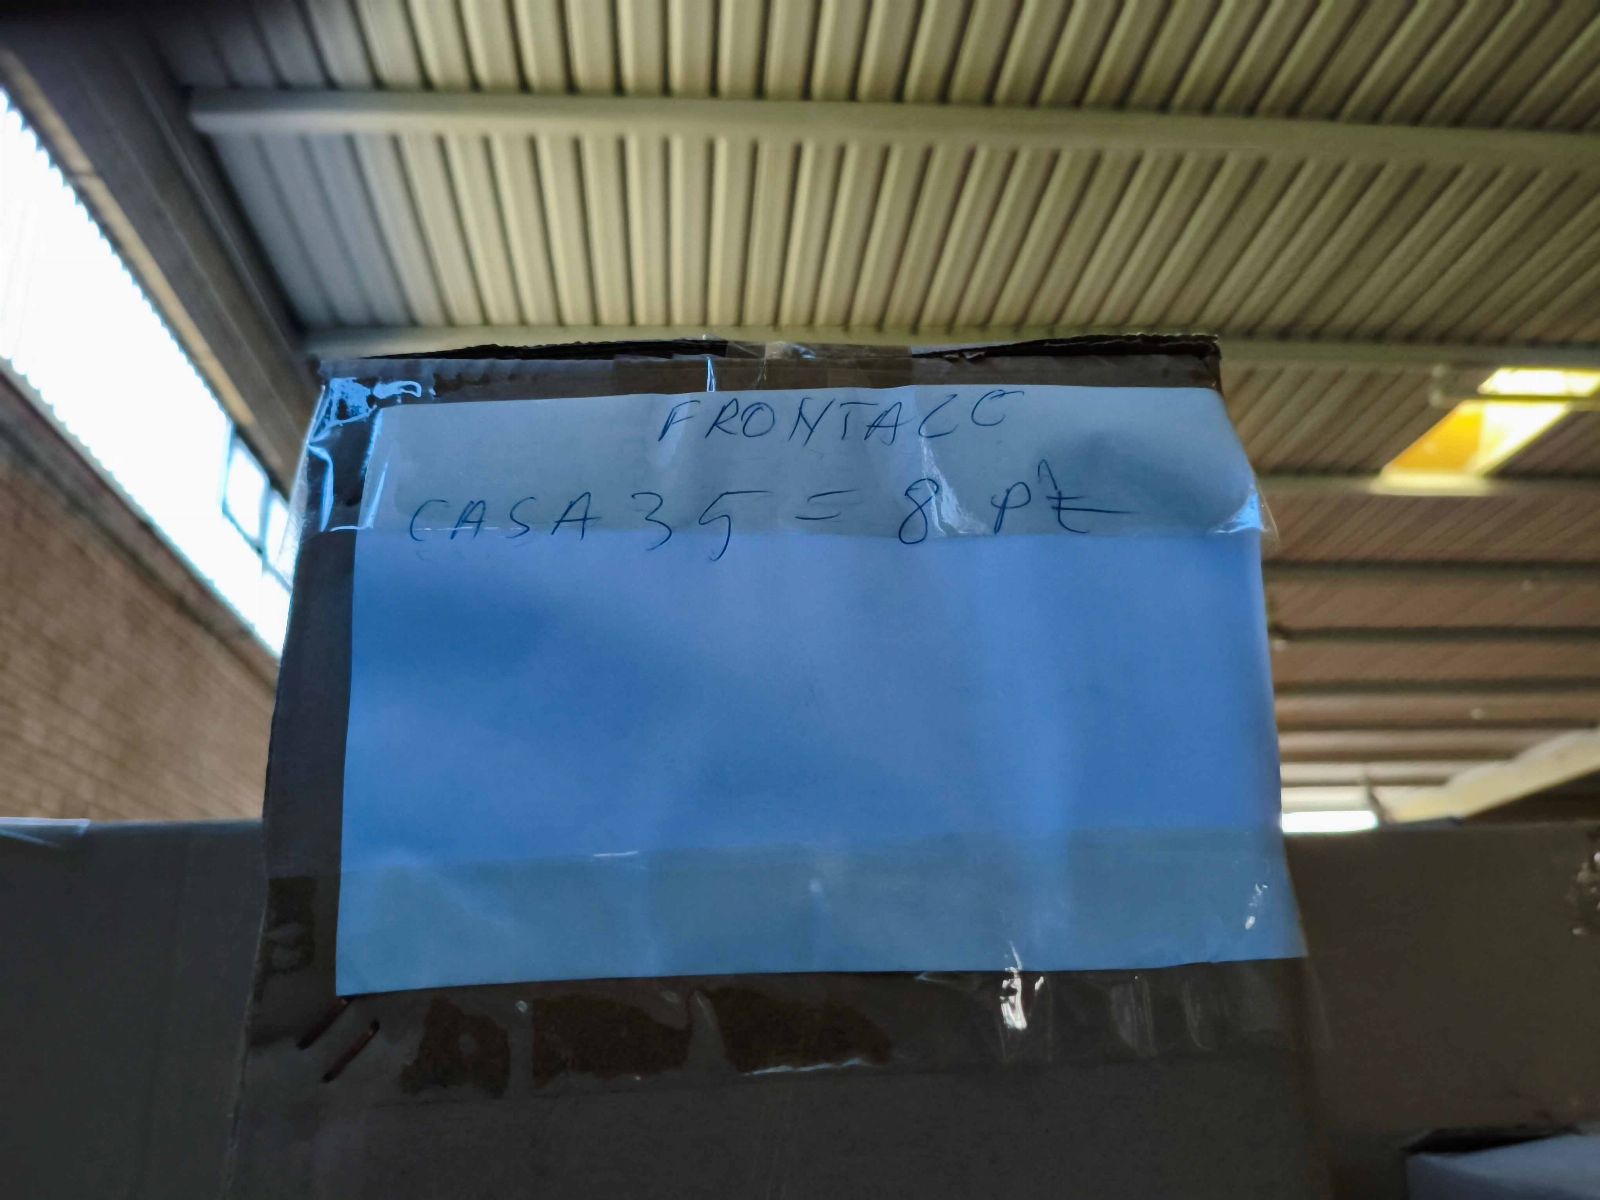 FRONTALE
CASA 35 = 8 PZ